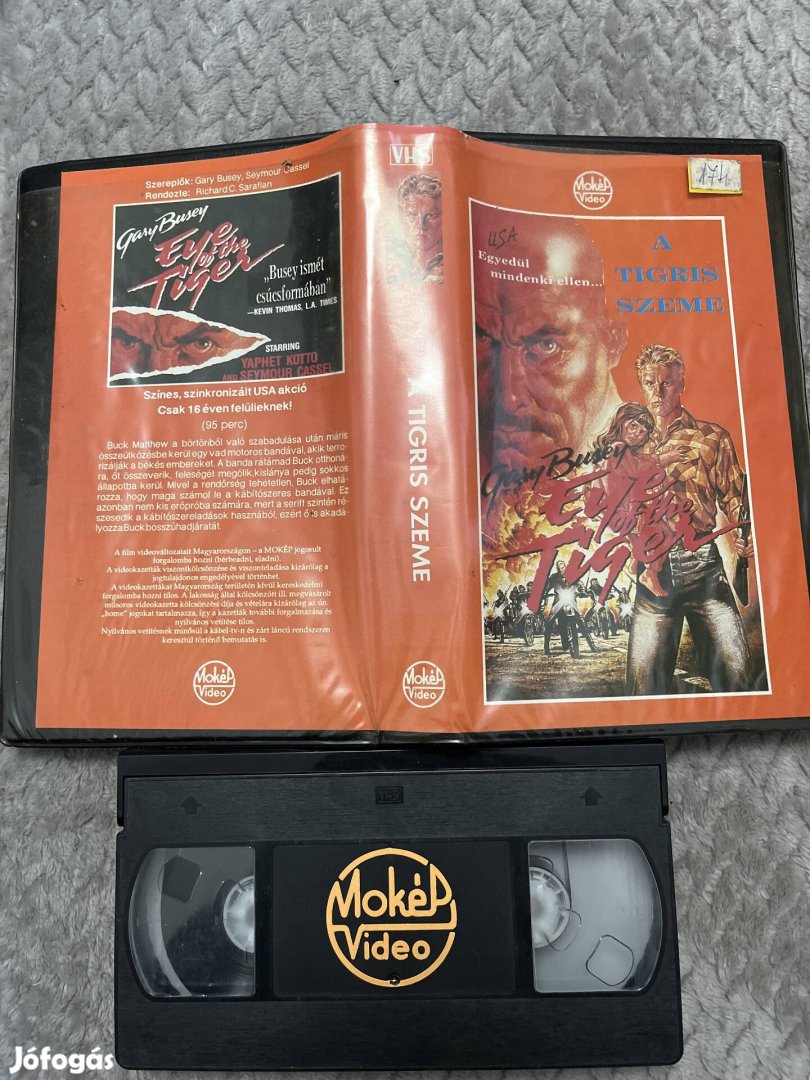 Szereplők: Gary Busey, Seymour Cassel
Rendezte: Richard C. Sarafian
Gary Busey
Eye
of the
Tiger
„Busey ismét
csúcsformában"
—KEVIN THOMAS, L.A. TIMES
STARRING
YAPHET KOTTO
AND SEYMOUR CASSEL
Színes, szinkronizált USA akció
Csak 16 éven felülieknek!
(95 perc)
Buck Matthew a börtönből való szabadulása után máris
összeütközésbe kerül egy vad motoros bandával, akik terro-
rizálják a békés embereket. A banda rátámad Buck otthoná-
ra, őt összeverik, feleségét megölik, kislánya pedig sokkos
állapotba kerül. Mivel a rendőrség tehetetlen, Buck elhatá-
rozza, hogy maga számol le a kábítószeres bandával. Ez
azonban nem kis erőpróba számára, mert a seriff szintén ré-
szesedik a kábítószereladások hasznából, ezért ő is akadá-
lyozza Buck bosszúhadjáratát.
A film videováltozatait Magyarországon – a MOKÉP jogosult
forgalomba hozni (bérbeadni, eladni).
A videokazetták viszontkölcsönzése és viszonteladása kizárólag a
jogtulajdonos engedélyével történhet.
A videokazettákat Magyarország területén kívül kereskedelmi
forgalomba hozni tilos. A lakosság által kölcsönzött ill. megvásárolt
műsoros videokazetta kölcsönzési díja és vételára kizárólag az ún.
„home" jogokat tartalmazza, így a kazetták további forgalmazása és
nyilvános vetítése tilos.
Nyilvános vetítésnek minősül a kábel-tv-n és zárt láncú rendszeren
keresztül történő bemutatás is.
Mokép
Video
VHS
A TIGRIS SZEME
Mokép
Video
Mokép
Video
174
USA
Egyedül
mindenki ellen...
A
TIGRIS
SZEME
Gary Busey
Eye
of the
Tiger
VHS
Mokép
Video
Jófogás